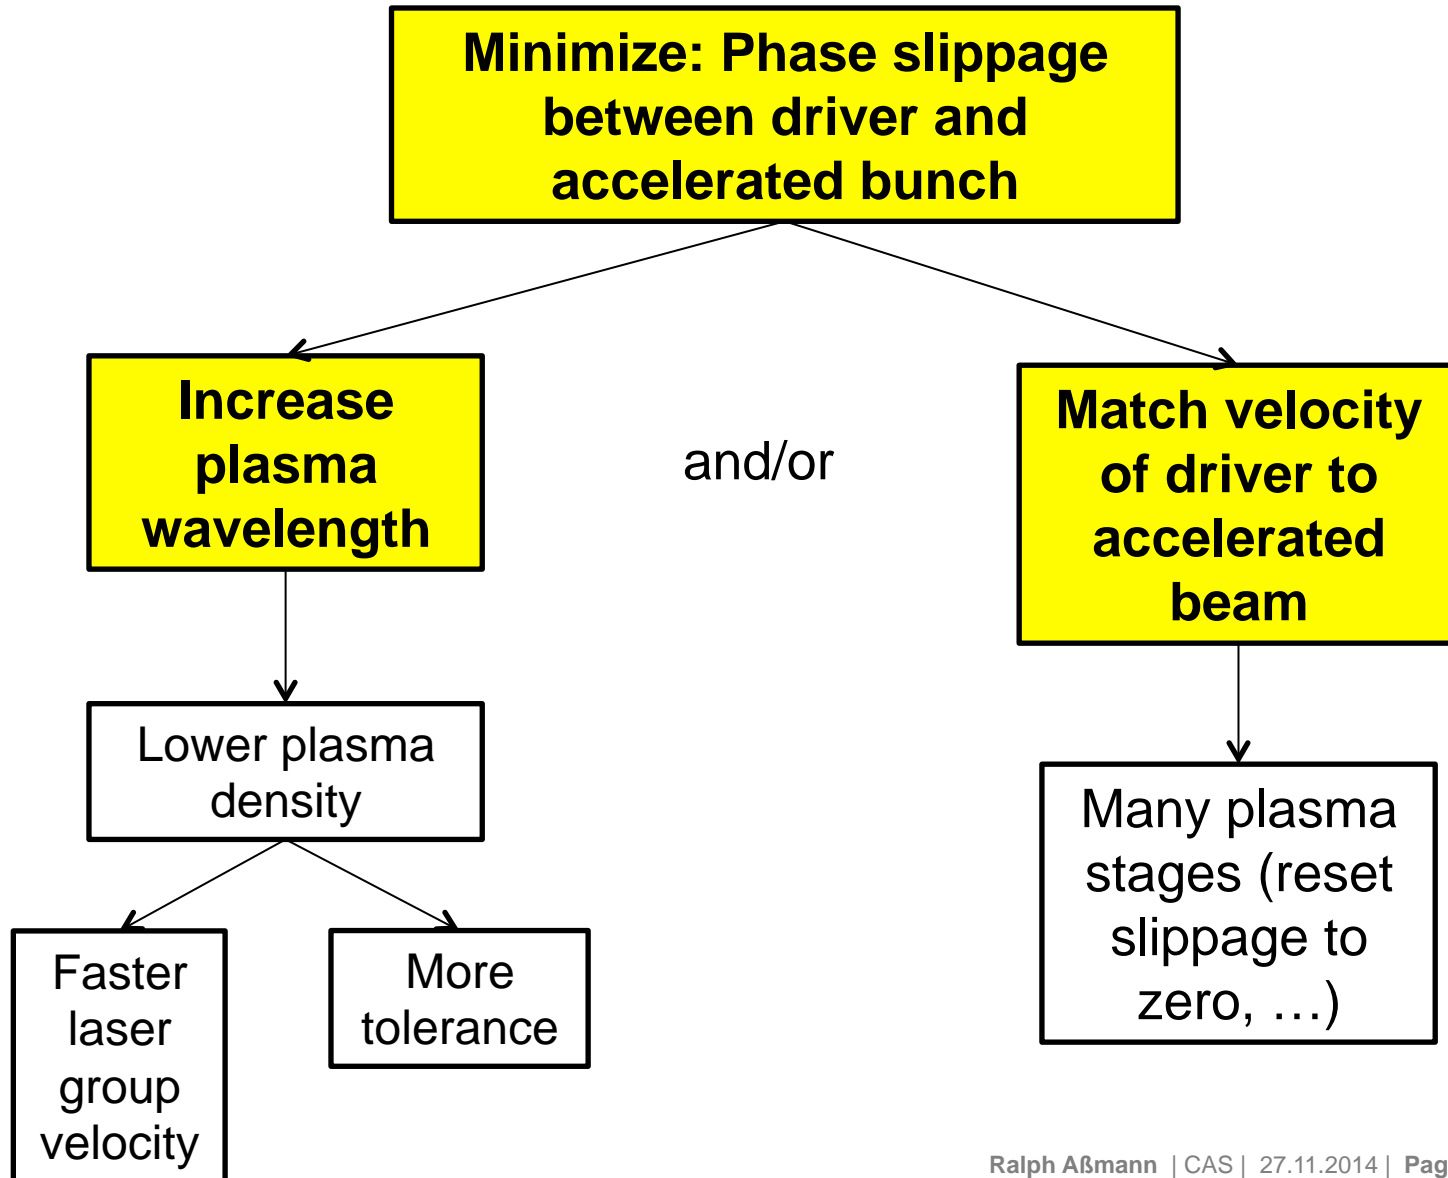 Minimize: Phase slippage
between driver and
accelerated bunch
Increase
plasma
wavelength
and/or
Match velocity
of driver to
accelerated
beam
Lower plasma
density
Many plasma
stages (reset
slippage to
zero, …)
Faster
laser
group
velocity
More
tolerance
Ralph Aßmann | CAS | 27.11.2014 | Pag